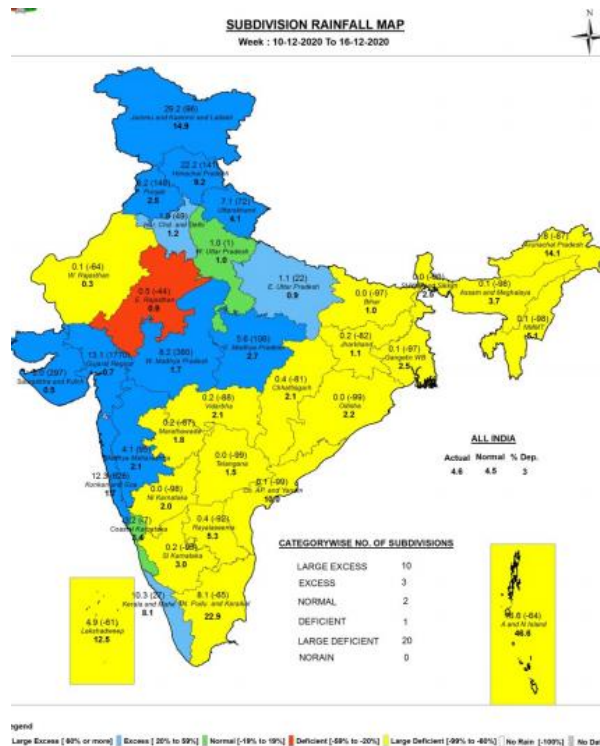 SUBDIVISION RAINFALL MAP
Week : 10-12-2020 To 16-12-2020
N
29.2 (96)
Jammu and Kashmir and Ladakh
14.9
22.2 (141)
Himachal Pradesh
9.2
Punjab
2.5
7.1 (72)
Uttarakhand
4.1
1.8 (49)
1.2
1.0 (1)
W. Uttar Pradesh
1.0
0.1 (-64)
W. Rajasthan
0.3
0.5 (-44)
E. Rajasthan
0.9
1.1 (22)
E. Uttar Pradesh
0.9
0.0 (-97)
Bihar
1.0
2.6
Arunachal Pradesh
14.1
0.1 (-98)
Assam and Meghalaya
3.7
0.1 (-98)
NMMT
5.1
0.2 (-82)
Jharkhand
1.1
0.1 (-97)
Gangetic WB
2.5
Saurashtra and Kutch
0.5
13.1 (1770)
Gujarat Region
0.7
8.2 (380)
W. Madhya Pradesh
1.7
E. Madhya Pradesh
2.7
0.4 (-81)
Chhattisgarh
2.1
0.0 (-99)
Odisha
2.2
0.2 (-88)
Vidarbha
2.1
Marathawada
1.8
Madhya Maharashtra
2.1
Konkan and Goa
0.0 (-99)
Telangana
1.5
0.1 (-99)
0.0 (-98)
NI Karnataka
2.0
Coastal Karnataka
0.4 (-92)
Rayalaseema
5.3
SI Karnataka
3.0
10.3 (27)
8.1
8.1 (-65)
22.9
4.9 (-61)
Lakshadweep
12.5
A and N Island
46.6
ALL INDIA
Actual Normal % Dep.
4.6 4.5 3
CATEGORYWISE NO. OF SUBDIVISIONS
LARGE EXCESS 10
EXCESS 3
NORMAL 2
DEFICIENT 1
LARGE DEFICIENT 20
NORAIN 0
egend
Large Excess [ 60% or more] Excess [ 20% to 59%] Normal [-19% to 19%] Deficient [-59% to -20%] Large Deficient [-99% to -60%] No Rain [-100%] No Da